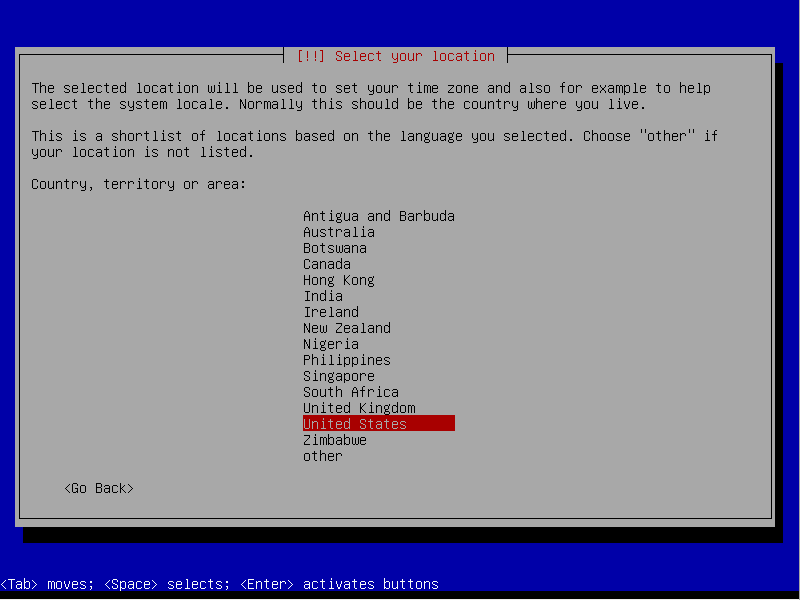 [!!] Select your location
The selected location will be used to set your time zone and also for example to help
select the system locale. Normally this should be the country where you live.
This is a shortlist of locations based on the language you selected. Choose "other" if
your location is not listed.
Country, territory or area:
Antigua and Barbuda
Australia
Botswana
Canada
Hong Kong
India
Ireland
New Zealand
Nigeria
Philippines
Singapore
South Africa
United Kingdom
United States
Zimbabwe
other
<Go Back>
<Tab> moves; <Space> selects; <Enter> activates buttons